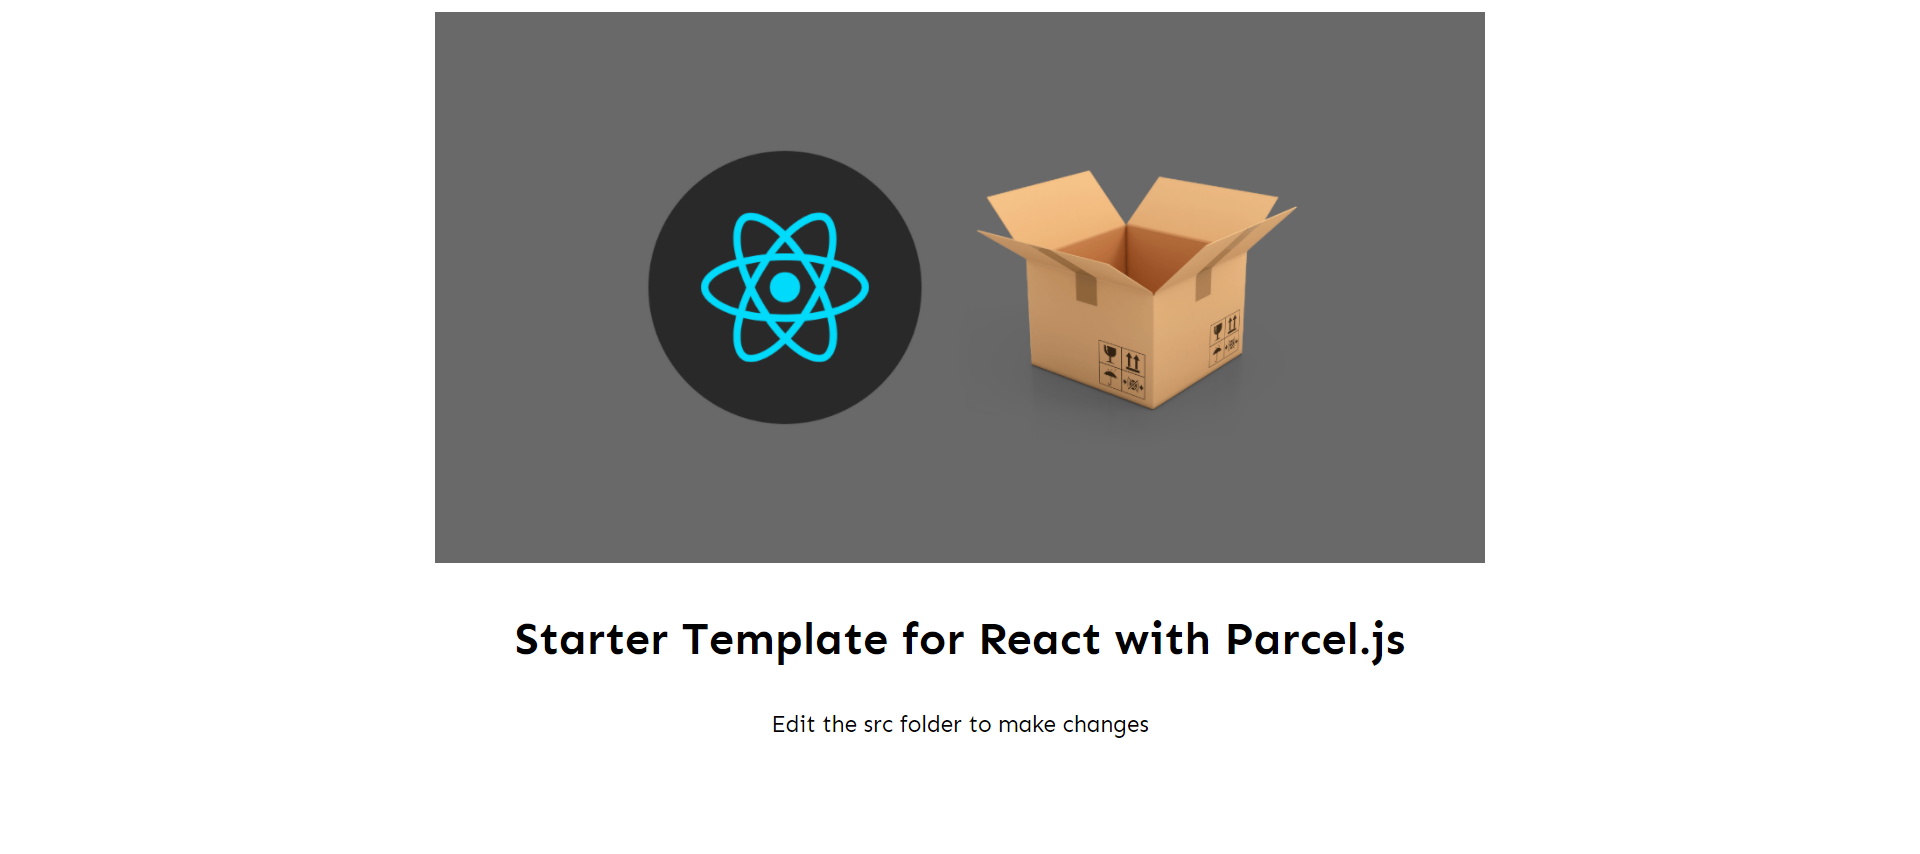 Starter Template for React with Parcel.js
Edit the src folder to make changes